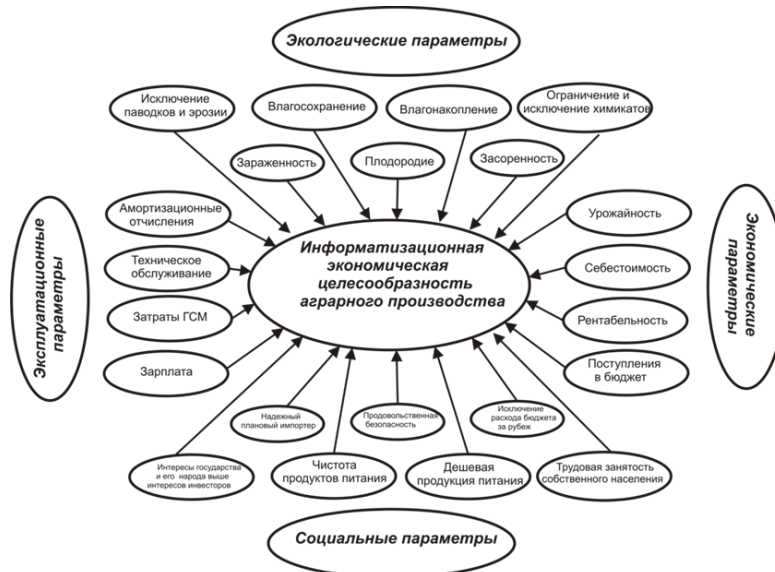 Экологические параметры
Исключение
паводков и эрозии
Влагосохранение
Влагонакопление
Ограничение и
исключение химикатов
Зараженность
Плодородие
Засоренность
Эксплуатационные
параметры
Амортизационные
отчисления
Техническое
обслуживание
Затраты ГСМ
Зарплата
Информатизационная
экономическая
целесообразность
аграрного производства
Урожайность
Себестоимость
Рентабельность
Поступления
в бюджет
Экономические
параметры
Надежный
плановый импортер
Продовольственная
безопасность
Исключение
расхода бюджета
за рубеж
Интересы государства
и его народа выше
интересов инвесторов
Чистота
продуктов питания
Дешевая
продукция питания
Трудовая занятость
собственного населения
Социальные параметры